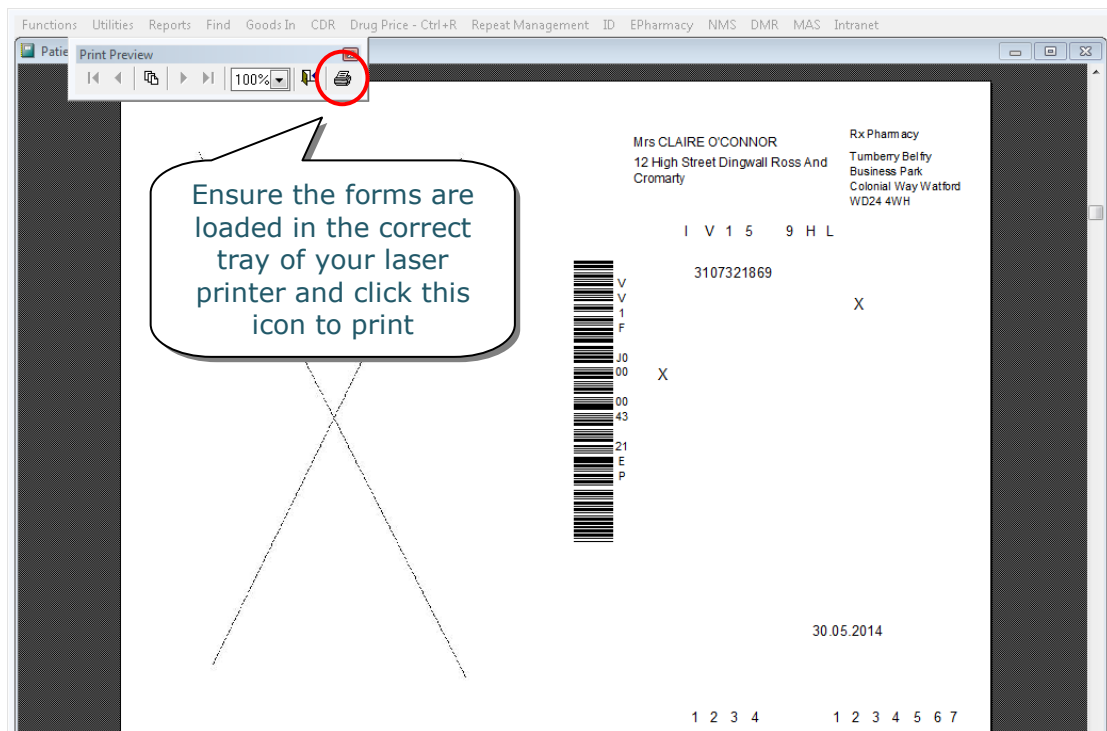 Functions Utilities Reports Find Goods In CDR Drug Price - Ctrl+R Repeat Management ID EPharmacy NMS DMR MAS Intranet
Patie
Print Preview
100%
Ensure the forms are
loaded in the correct
tray of your laser
printer and click this
icon to print
Mrs CLAIRE O'CONNOR
12 High Street Dingwall Ross And
Cromarty
Rx Pharmacy
Turnberry Belfry
Business Park
Colonial Way Watford
WD24 4WH
I V 1 5 9 H L
3107321869
X
X
V
V
1
F
J0
00
00
43
21
E
P
30.05.2014
1 2 3 4 1 2 3 4 5 6 7